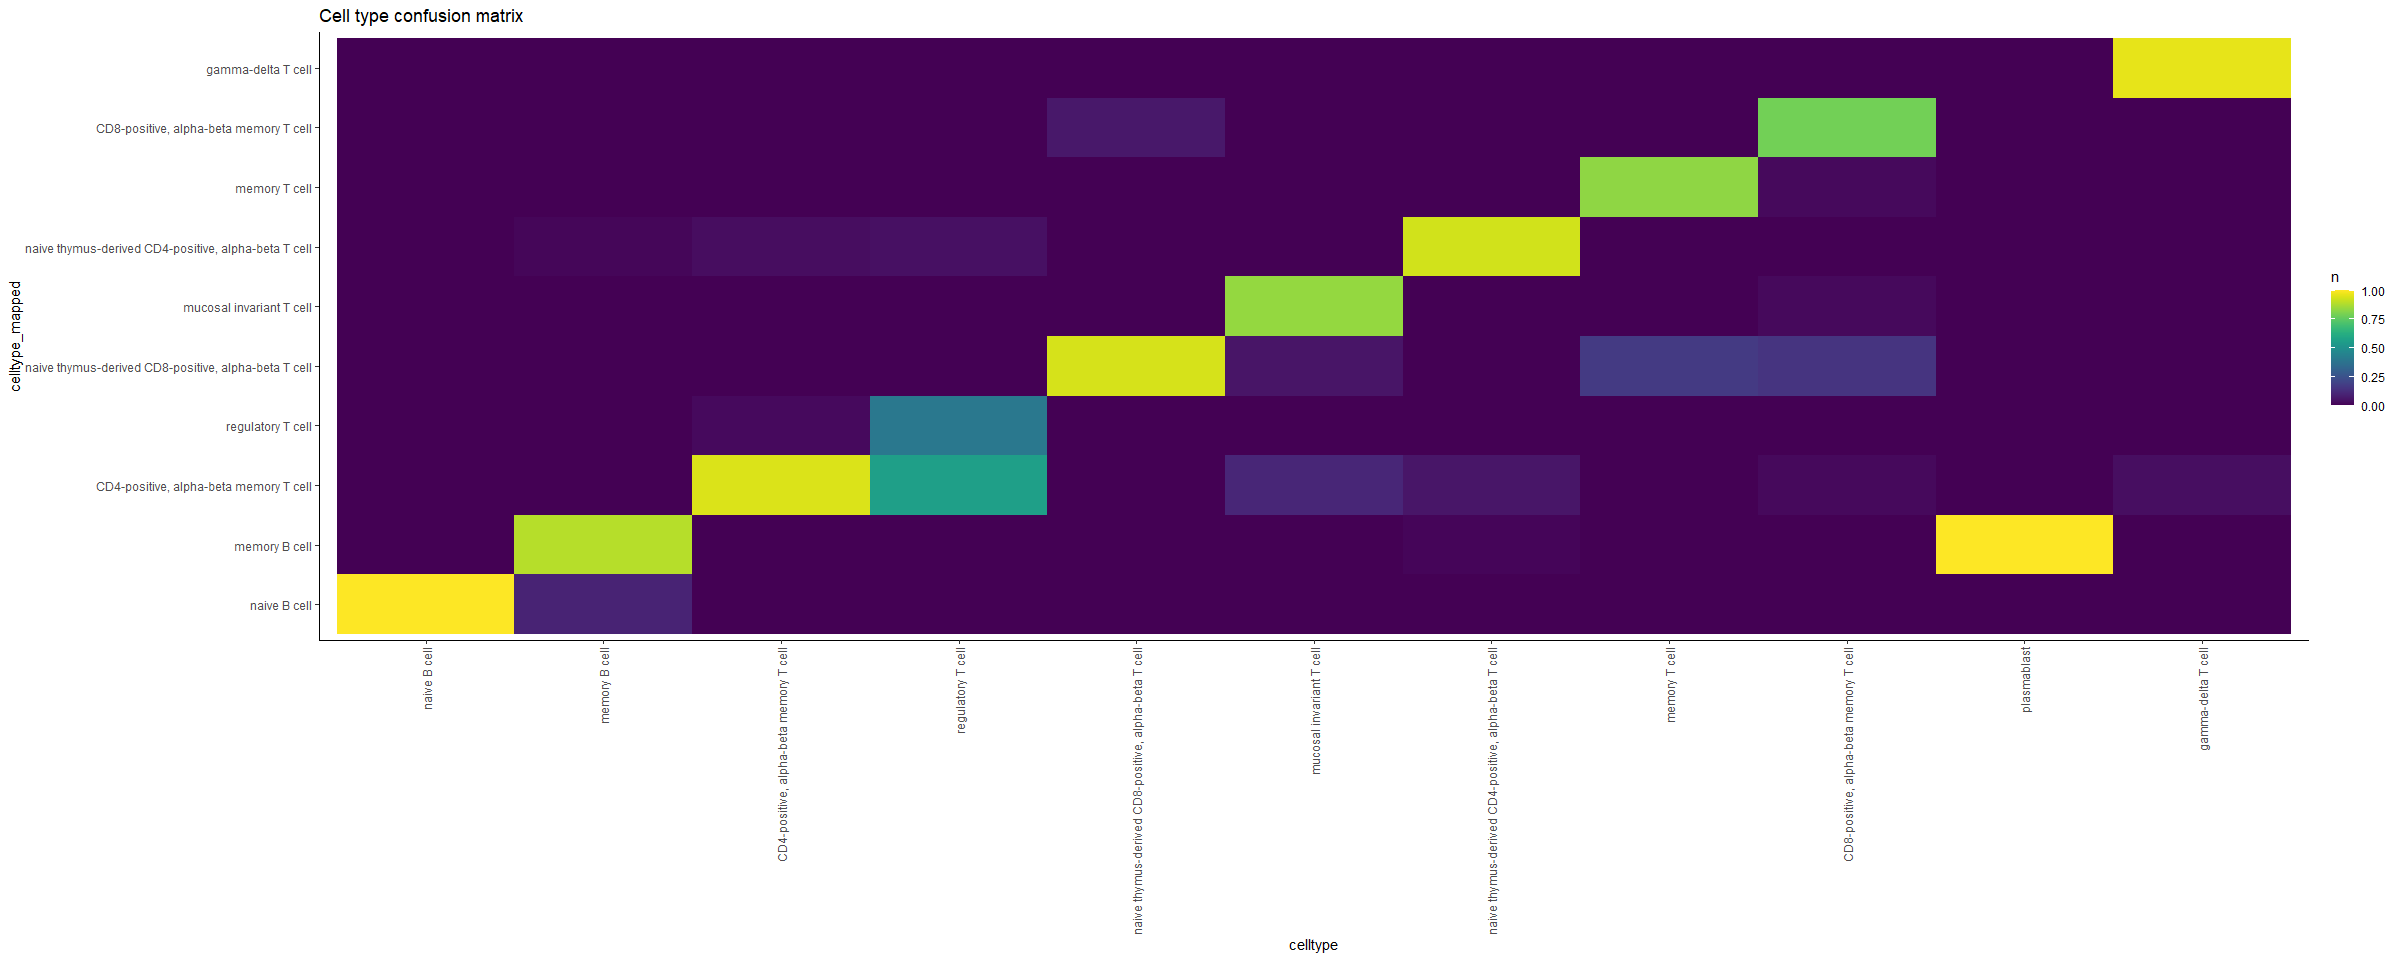 Cell type confusion matrix
celltype_mapped
gamma-delta T cell
CD8-positive, alpha-beta memory T cell
memory T cell
naive thymus-derived CD4-positive, alpha-beta T cell
mucosal invariant T cell
naive thymus-derived CD8-positive, alpha-beta T cell
regulatory T cell
CD4-positive, alpha-beta memory T cell
memory B cell
naive B cell
n
1.00
0.75
0.50
0.25
0.00
naive B cell
memory B cell
CD4-positive, alpha-beta memory T cell
regulatory T cell
naive thymus-derived CD8-positive, alpha-beta T cell
mucosal invariant T cell
naive thymus-derived CD4-positive, alpha-beta T cell
memory T cell
CD8-positive, alpha-beta memory T cell
plasmablast
gamma-delta T cell
celltype